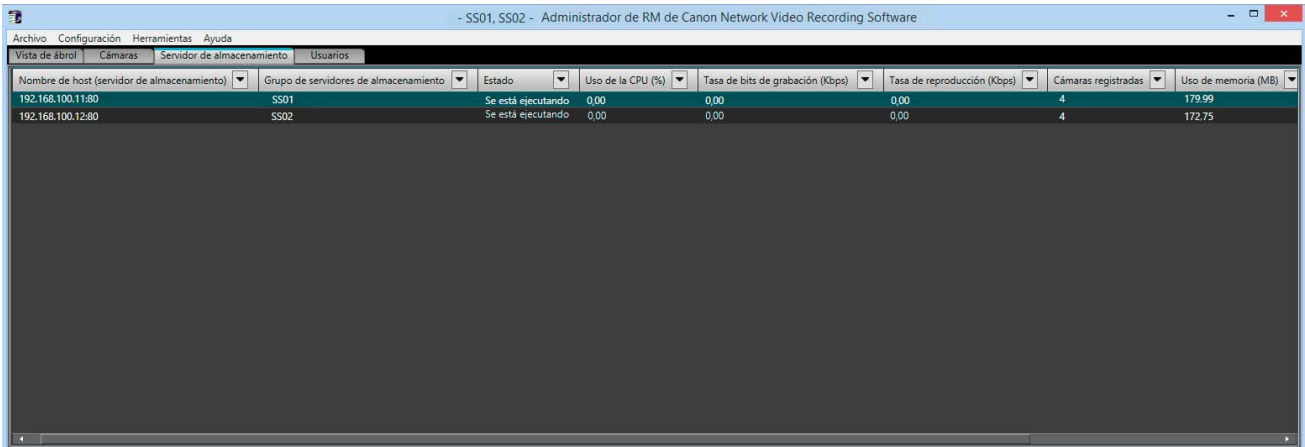 - SS01, SS02 - Administrador de RM de Canon Network Video Recording Software
Archivo Configuración Herramientas Ayuda
Vista de ábrol Cámaras Servidor de almacenamiento Usuarios
Nombre de host (servidor de almacenamiento) Grupo de servidores de almacenamiento Estado Uso de la CPU (%) Tasa de bits de grabación (Kbps) Tasa de reproducción (Kbps) Cámaras registradas Uso de memoria (MB)
192.168.100.11:80 SS01 Se está ejecutando 0,00 0,00 0,00 4 179.99
192.168.100.12:80 SS02 Se está ejecutando 0,00 0,00 0,00 4 172,75